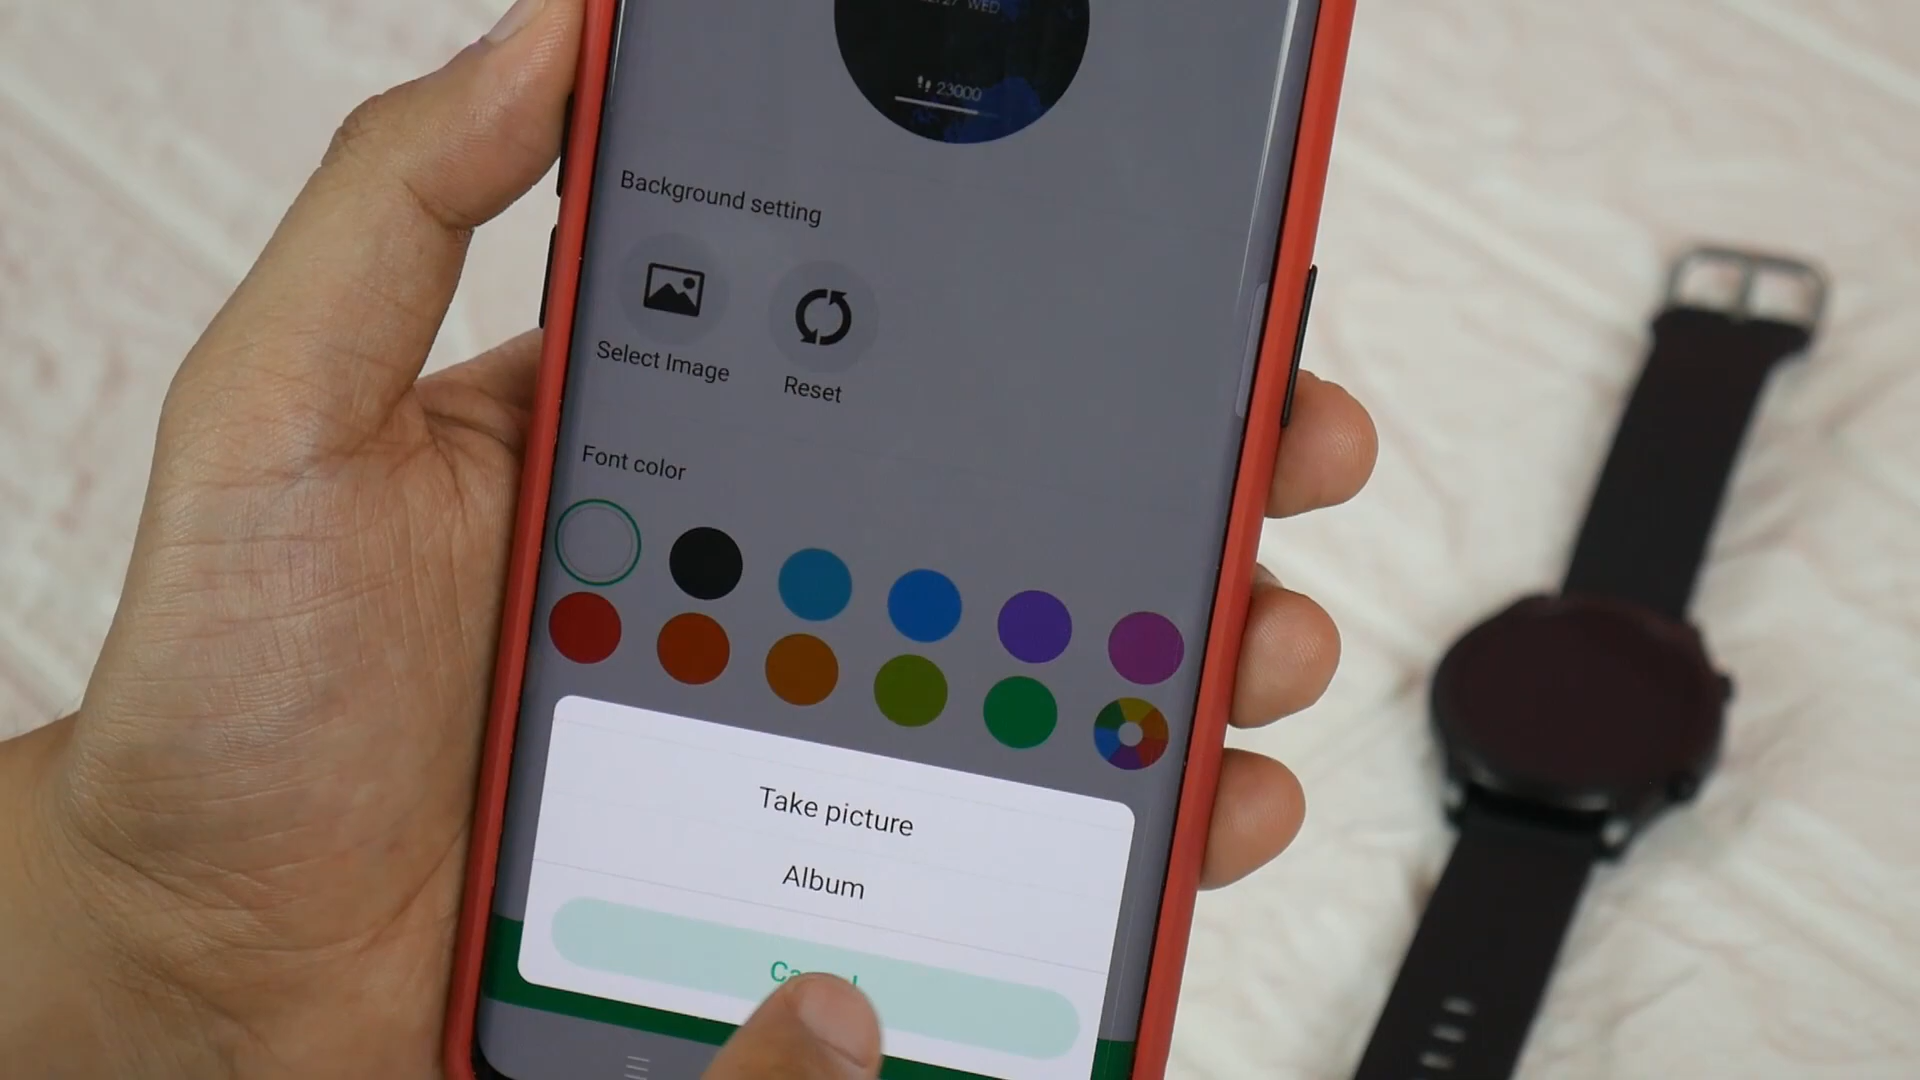 WED
23000
Background setting
Select Image
Reset
Font color
Take picture
Album